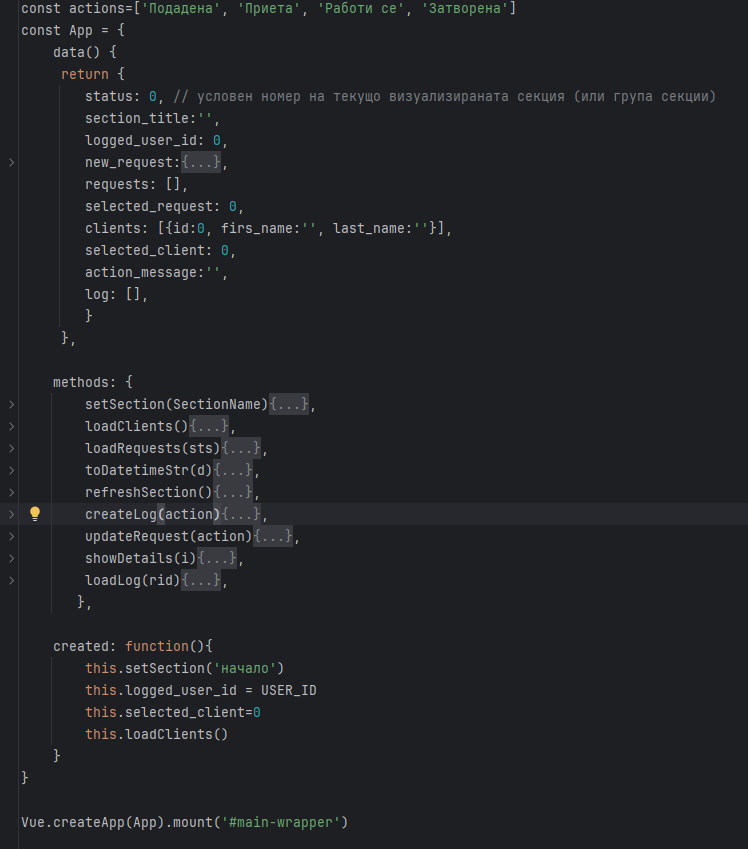 const actions=['Подадена', 'Приета', 'Работи се', 'Затворена']
const App = {
data() {
return {
status: 0, // условен номер на текущо визуализираната секция (или група секции)
section_title:'',
logged_user_id: 0,
new_request:{...},
requests: [],
selected_request: 0,
clients: [{id:0, firs_name:'', last_name:''}],
selected_client: 0,
action_message:'',
log: [],
}
},
methods: {
setSection(SectionName){...},
loadClients(){...},
loadRequests(sts){...},
toDatetimeStr(d){...},
refreshSection(){...},
createLog(action){...},
updateRequest(action){...},
showDetails(i){...},
loadLog(rid){...},
},
created: function(){
this.setSection('начало')
this.logged_user_id = USER_ID
this.selected_client=0
this.loadClients()
}
}
Vue.createApp(App).mount('#main-wrapper')